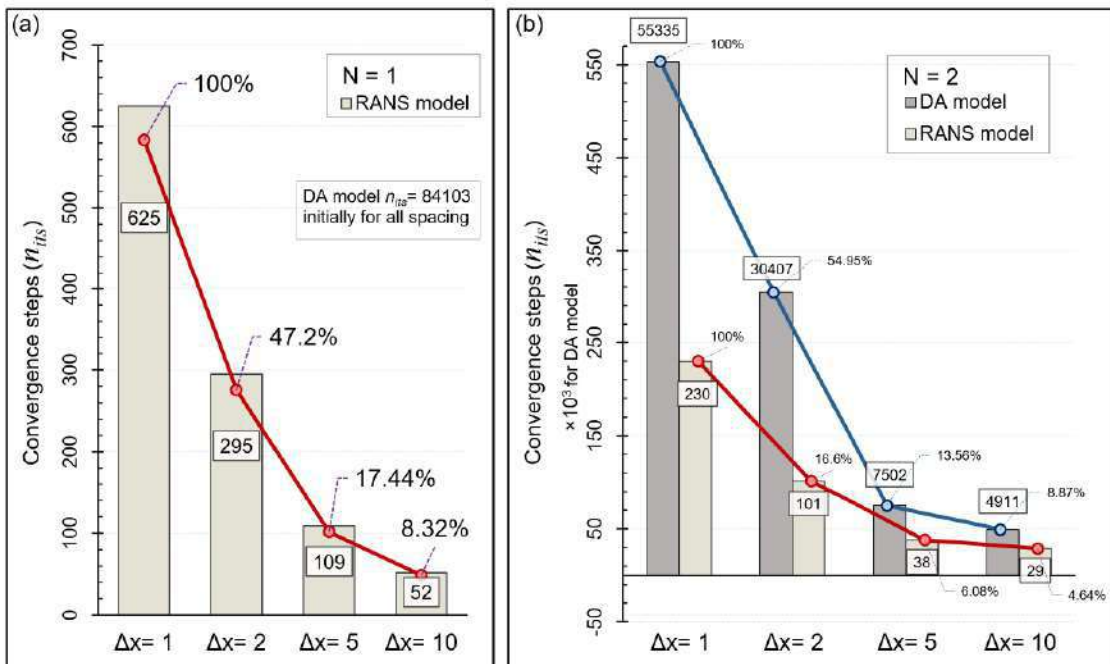 (a)
Convergence steps (n_its)
700
600
500
400
300
200
100
0
100%
N = 1
RANS model
DA model n_its= 84103
initially for all spacing
625
47.2%
295
17.44%
109
8.32%
52
Δx= 1 Δx= 2 Δx= 5 Δx= 10
(b)
Convergence steps (n_its)
×10³ for DA model
550
450
350
250
150
50
-50
55335
100%
N = 2
DA model
RANS model
30407
54.95%
100%
230
16.6%
101
7502
13.56%
38
6.08%
4911
8.87%
29
4.64%
Δx= 1 Δx= 2 Δx= 5 Δx= 10